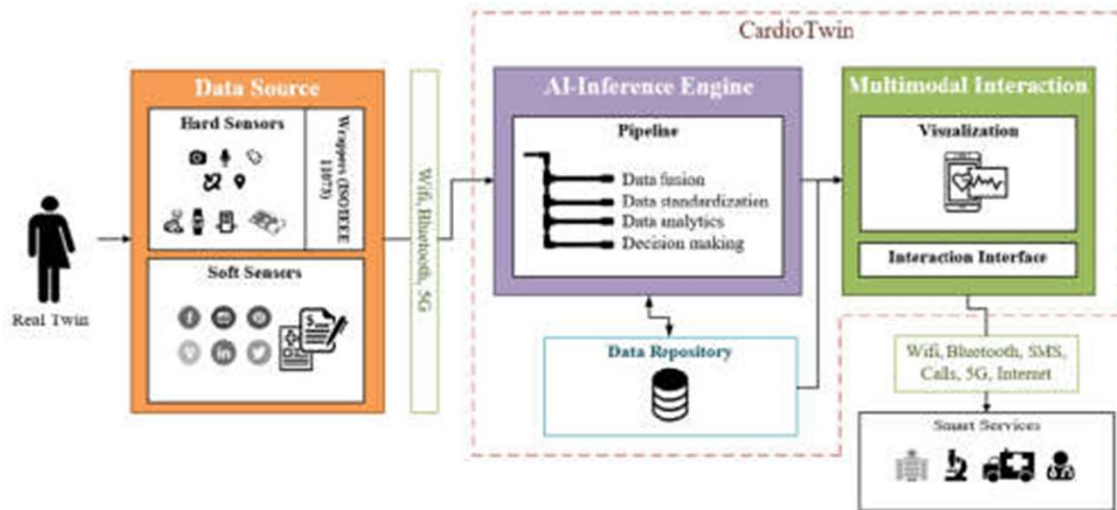 CardioTwin
Data Source
Hard Sensors
Wrappers (ISO/IEEE
11073)
Soft Sensors
Real Twin
Wifi, Bluetooth, 5G
AI-Inference Engine
Pipeline
Data fusion
Data standardization
Data analytics
Decision making
Data Repository
Multimodal Interaction
Visualization
Interaction Interface
Wifi, Bluetooth, SMS,
Calls, 5G, Internet
Smart Services